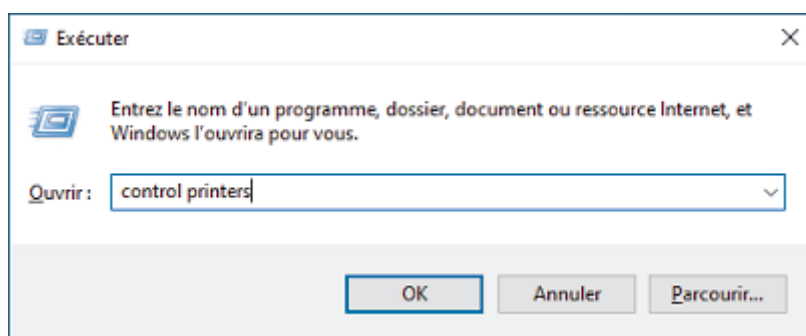 Exécuter
Entrez le nom d'un programme, dossier, document ou ressource Internet, et
Windows l'ouvrira pour vous.
Ouvrir : control printers
OK Annuler Parcourir...